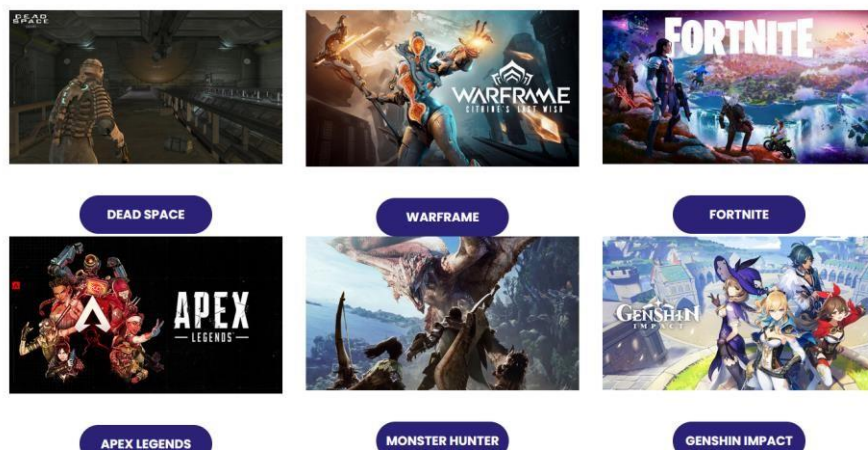 DEAD
SPACE
WARFRAME
CITRINE'S LAST WISH
FORTNITE
DEAD SPACE
WARFRAME
FORTNITE
APEX
LEGENDS
GENSHIN
IMPACT
APEX LEGENDS
MONSTER HUNTER
GENSHIN IMPACT